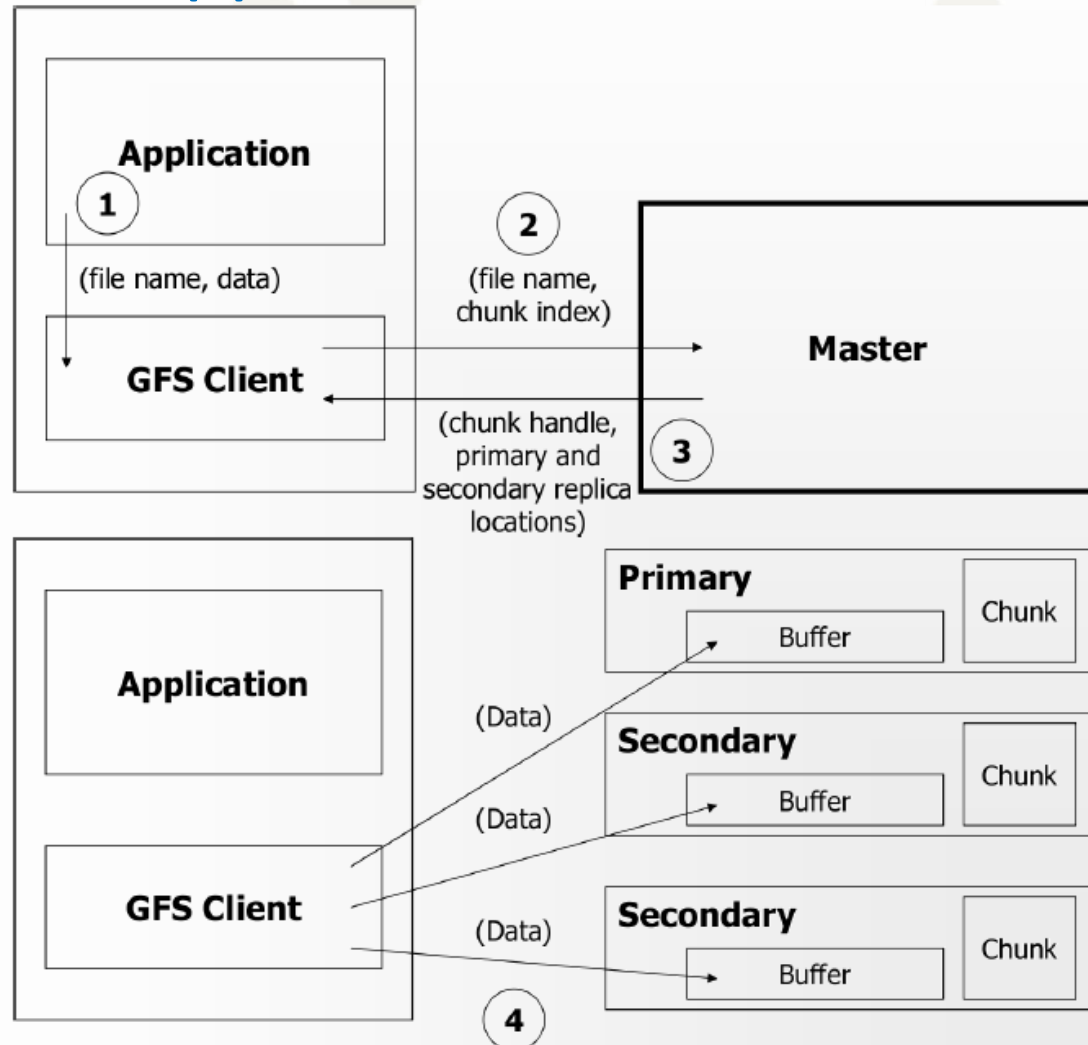 Application
1
(file name, data)
GFS Client
2
(file name,
chunk index)
Master
(chunk handle,
primary and
secondary replica
locations)
3
Application
GFS Client
(Data)
(Data)
(Data)
4
Primary
Buffer
Chunk
Secondary
Buffer
Chunk
Secondary
Buffer
Chunk